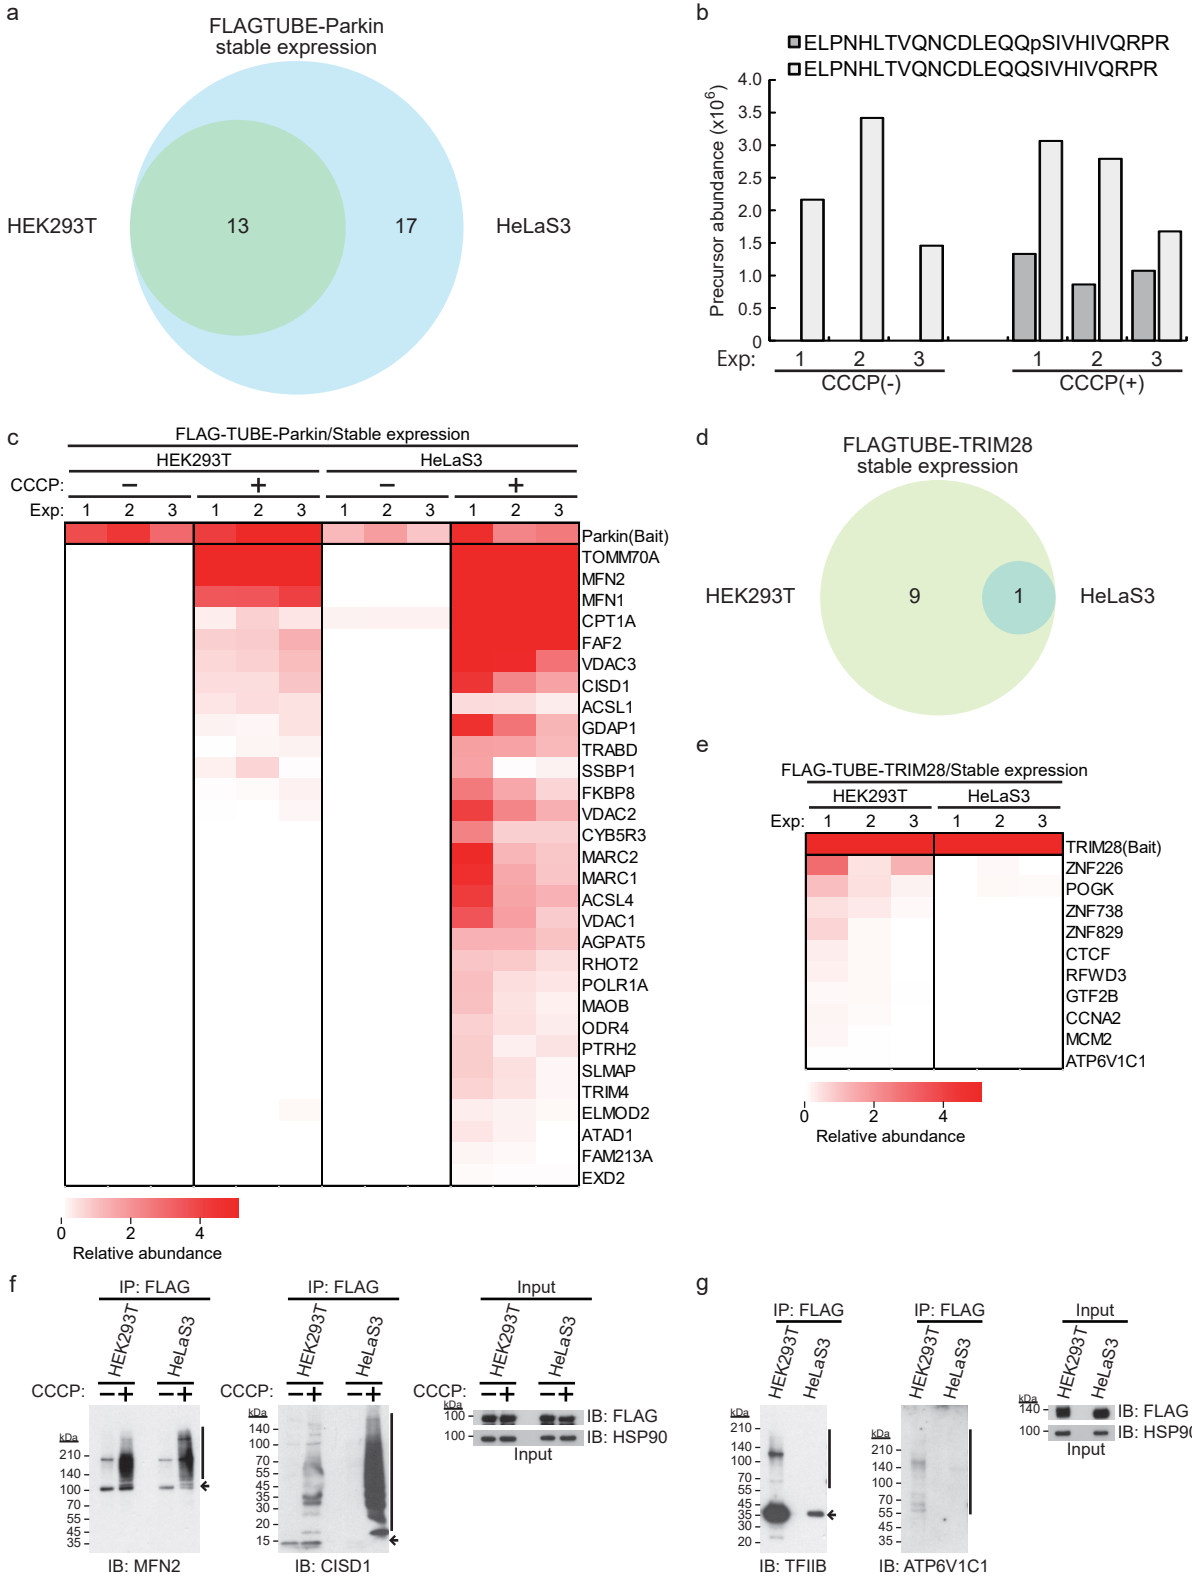 a
FLAGTUBE-Parkin
stable expression
HEK293T
13
17
HeLaS3
b
ELPNHLTVQNCDLEQQpSIVHIVQRPR
ELPNHLTVQNCDLEQQSIVHIVQRPR
Precursor abundance (x10⁶)
4.0
3.5
3.0
2.5
2.0
1.5
1.0
0.5
0
Exp: 1 2 3 1 2 3
CCCP(-) CCCP(+)
c
FLAG-TUBE-Parkin/Stable expression
HEK293T HeLaS3
CCCP: − + − +
Exp: 1 2 3 1 2 3 1 2 3 1 2 3
Parkin(Bait)
TOMM70A
MFN2
MFN1
CPT1A
FAF2
VDAC3
CISD1
ACSL1
GDAP1
TRABD
SSBP1
FKBP8
VDAC2
CYB5R3
MARC2
MARC1
ACSL4
VDAC1
AGPAT5
RHOT2
POLR1A
MAOB
ODR4
PTRH2
SLMAP
TRIM4
ELMOD2
ATAD1
FAM213A
EXD2
0 2 4
Relative abundance
d
FLAGTUBE-TRIM28
stable expression
HEK293T
9
1
HeLaS3
e
FLAG-TUBE-TRIM28/Stable expression
HEK293T HeLaS3
Exp: 1 2 3 1 2 3
TRIM28(Bait)
ZNF226
POGK
ZNF738
ZNF829
CTCF
RFWD3
GTF2B
CCNA2
MCM2
ATP6V1C1
0 2 4
Relative abundance
f
IP: FLAG
HEK293T
HeLaS3
CCCP: − + − +
kDa
210
140
100
70
55
45
35
IB: MFN2
IP: FLAG
HEK293T
HeLaS3
CCCP: − + − +
kDa
140
100
70
55
45
35
30
20
15
IB: CISD1
Input
HEK293T
HeLaS3
CCCP: − + − +
kDa
100 IB: FLAG
100 IB: HSP90
Input
g
IP: FLAG
HEK293T
HeLaS3
kDa
210
140
100
70
55
45
35
30
20
IB: TFIIB
IP: FLAG
HEK293T
HeLaS3
kDa
210
140
100
70
55
45
35
IB: ATP6V1C1
Input
HEK293T
HeLaS3
kDa
140 IB: FLAG
100 IB: HSP90
Input